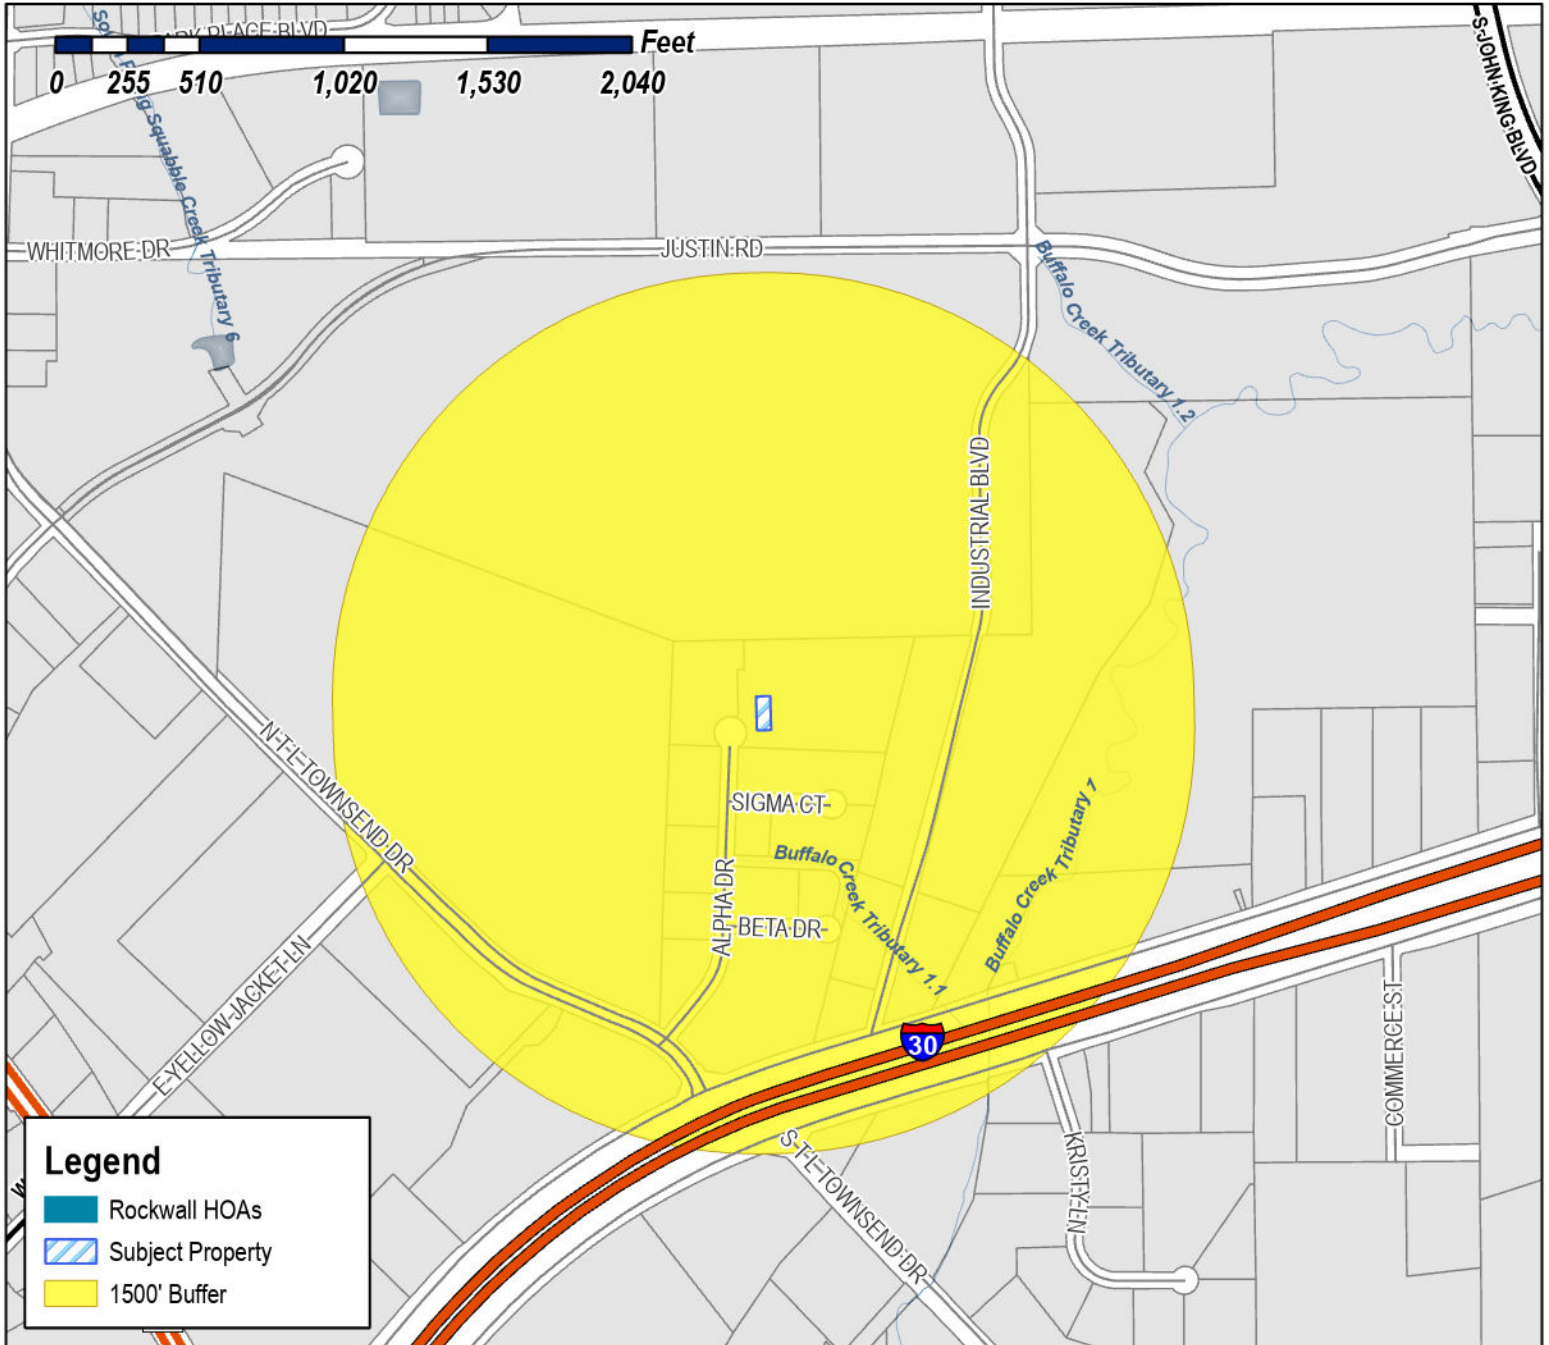 PARK PLACE BLVD
Feet
0 255 510 1,020 1,530 2,040
S JOHN KING BLVD
Squabble Creek Tributary 6
WHITMORE DR
JUSTIN RD
Buffalo Creek Tributary 1.2
INDUSTRIAL BLVD
N T L TOWNSEND DR
SIGMA CT
Buffalo Creek Tributary 1
Buffalo Creek Tributary 1.1
ALPHA DR
BETA DR
E YELLOW JACKET LN
30
COMMERCE ST
KRISTY LN
S T L TOWNSEND DR
Legend
Rockwall HOAs
Subject Property
1500' Buffer